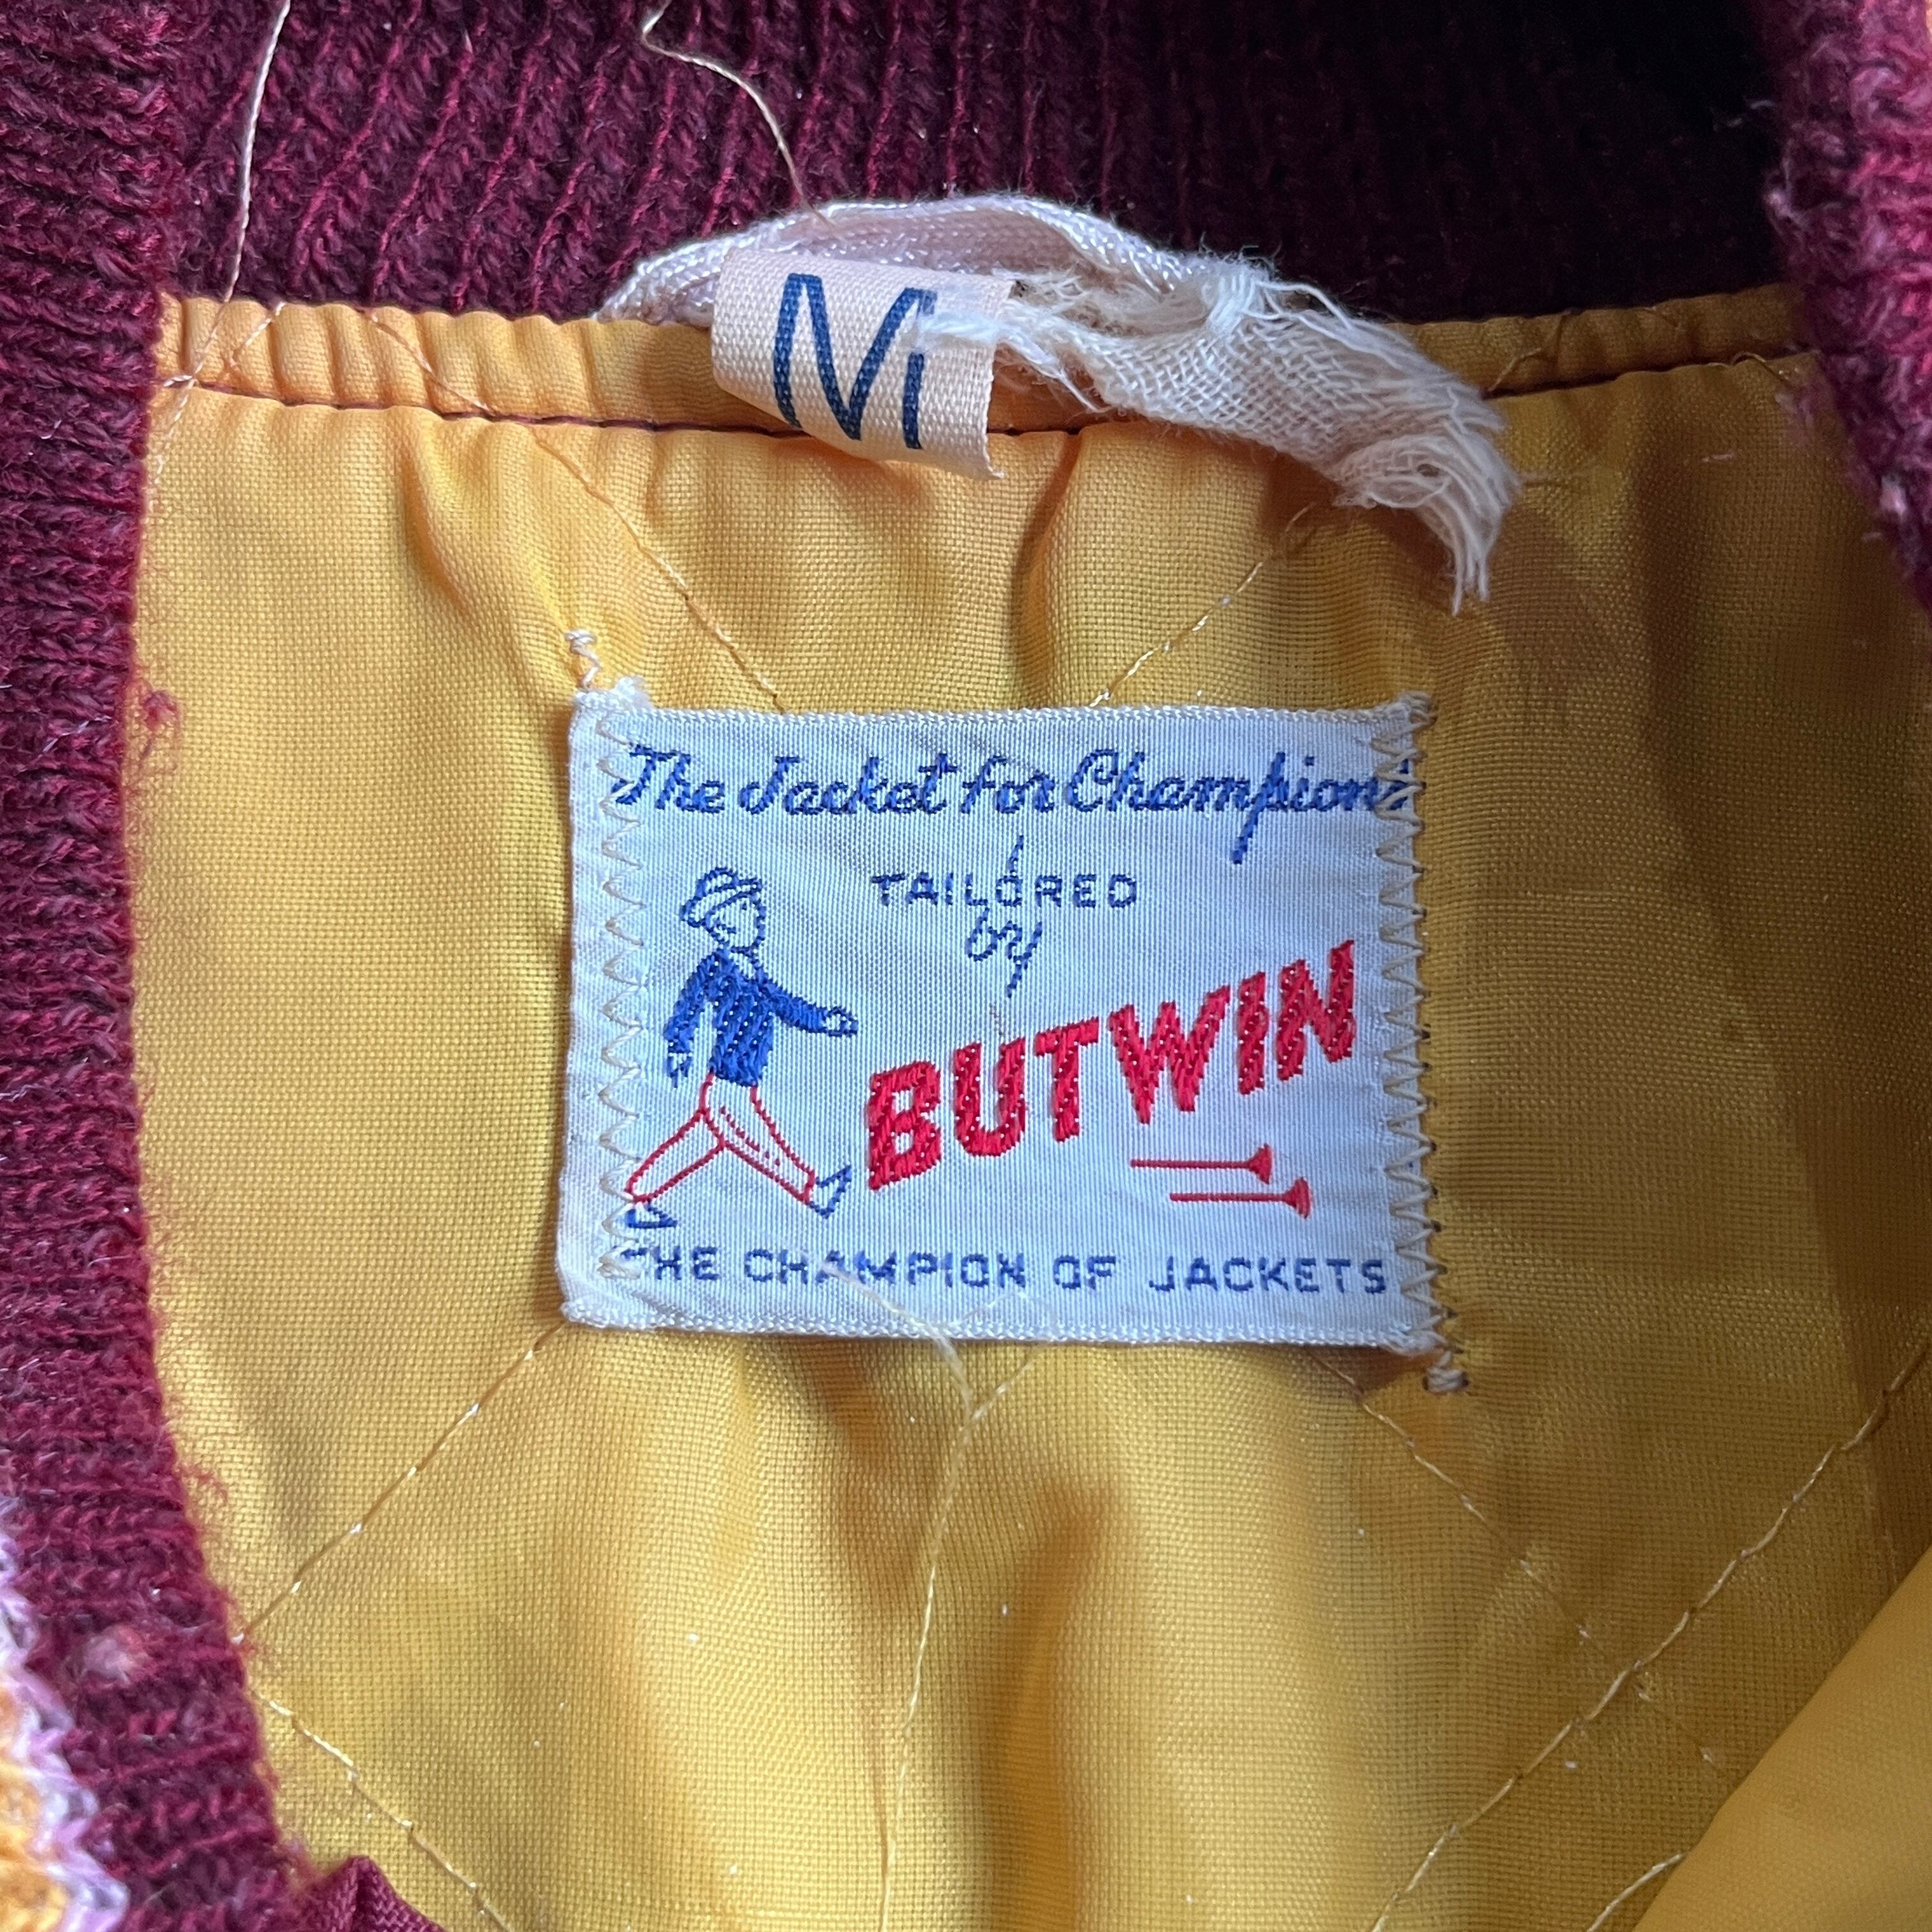 M
The Jacket for Champions
TAILORED
by
BUTWIN
THE CHAMPION OF JACKETS